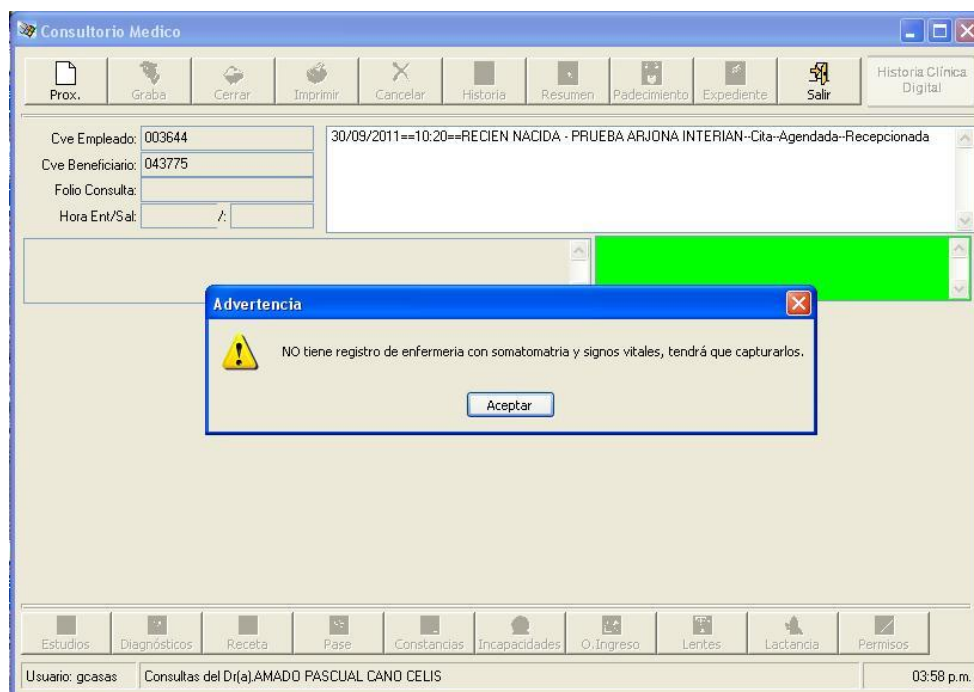 Consultorio Medico
Prox.
Graba
Cerrar
Imprimir
Cancelar
Historia
Resumen
Padecimiento
Expediente
Salir
Historia Clínica
Digital
Cve Empleado: 003644
30/09/2011==10:20==RECIEN NACIDA - PRUEBA ARJONA INTERIAN--Cita--Agendada--Recepcionada
Cve Beneficiario: 043775
Folio Consulta:
Hora Ent/Sal: /:
Advertencia
NO tiene registro de enfermeria con somatomatria y signos vitales, tendrá que capturarlos.
Aceptar
Estudios
Diagnósticos
Receta
Pase
Constancias
Incapacidades
O.Ingreso
Lentes
Lactancia
Permisos
Usuario: gcasas
Consultas del Dr(a).AMADO PASCUAL CANO CELIS
03:58 p.m.